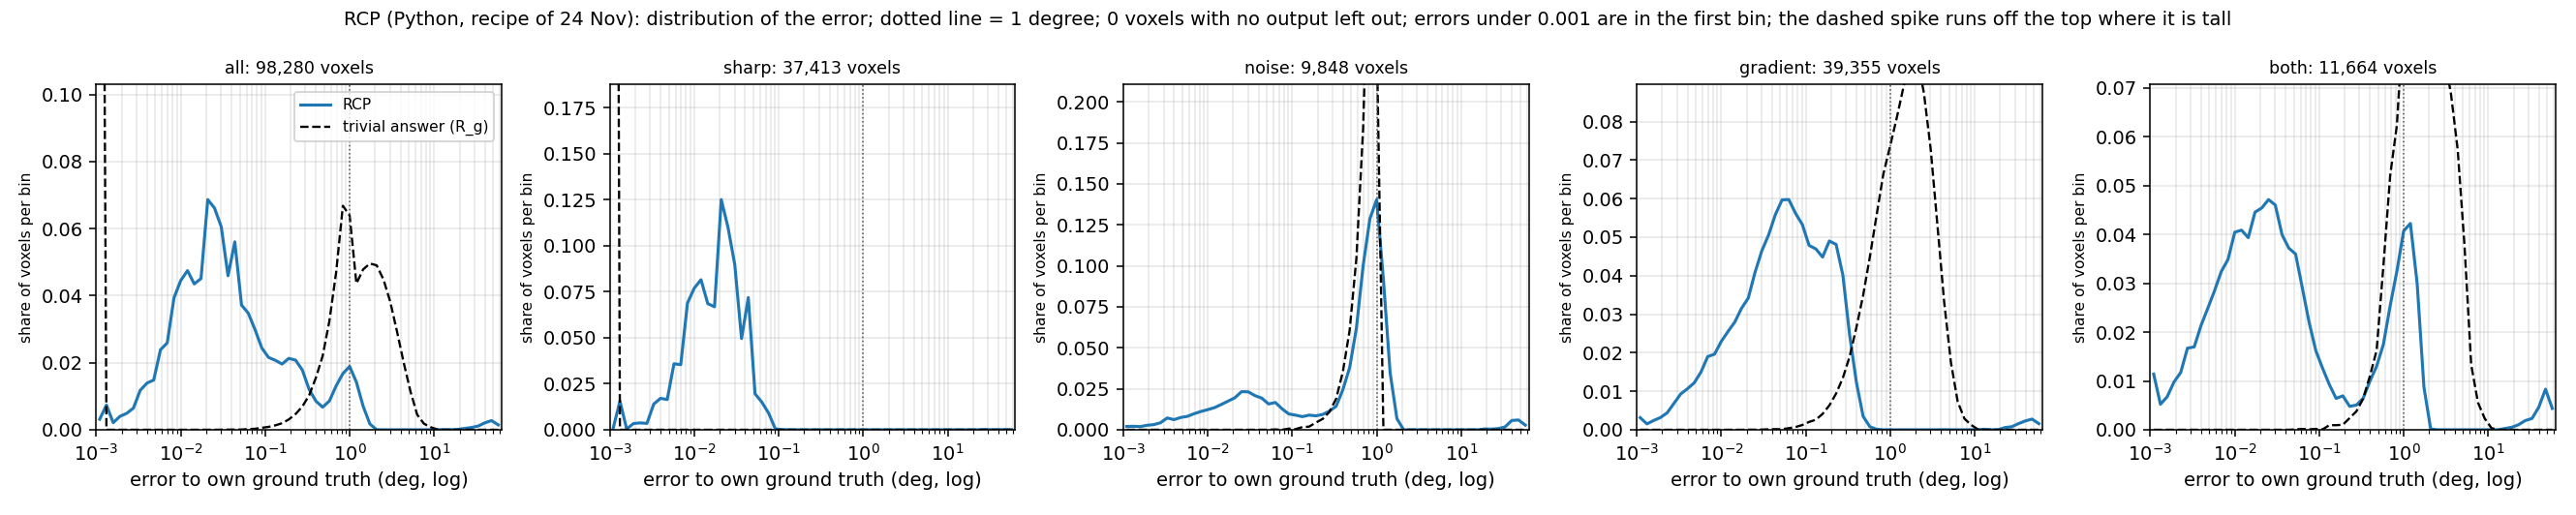 RCP (Python, recipe of 24 Nov): distribution of the error; dotted line = 1 degree; 0 voxels with no output left out; errors under 0.001 are in the first bin; the dashed spike runs off the top where it is tall
all: 98,280 voxels
share of voxels per bin
0.10
0.08
0.06
0.04
0.02
0.00
RCP
trivial answer (R_g)
10⁻³ 10⁻² 10⁻¹ 10⁰ 10¹
error to own ground truth (deg, log)
sharp: 37,413 voxels
share of voxels per bin
0.175
0.150
0.125
0.100
0.075
0.050
0.025
0.000
10⁻³ 10⁻² 10⁻¹ 10⁰ 10¹
error to own ground truth (deg, log)
noise: 9,848 voxels
share of voxels per bin
0.200
0.175
0.150
0.125
0.100
0.075
0.050
0.025
0.000
10⁻³ 10⁻² 10⁻¹ 10⁰ 10¹
error to own ground truth (deg, log)
gradient: 39,355 voxels
share of voxels per bin
0.08
0.07
0.06
0.05
0.04
0.03
0.02
0.01
0.00
10⁻³ 10⁻² 10⁻¹ 10⁰ 10¹
error to own ground truth (deg, log)
both: 11,664 voxels
share of voxels per bin
0.07
0.06
0.05
0.04
0.03
0.02
0.01
0.00
10⁻³ 10⁻² 10⁻¹ 10⁰ 10¹
error to own ground truth (deg, log)